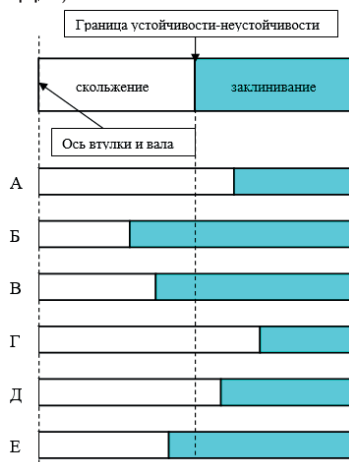 Граница устойчивости-неустойчивости
скольжение
заклинивание
Ось втулки и вала
А
Б
В
Г
Д
Е